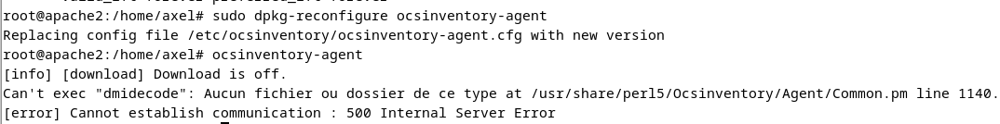 root@apache2:/home/axel# sudo dpkg-reconfigure ocsinventory-agent
Replacing config file /etc/ocsinventory/ocsinventory-agent.cfg with new version
root@apache2:/home/axel# ocsinventory-agent
[info] [download] Download is off.
Can't exec "dmidecode": Aucun fichier ou dossier de ce type at /usr/share/perl5/Ocsinventory/Agent/Common.pm line 1140.
[error] Cannot establish communication : 500 Internal Server Error